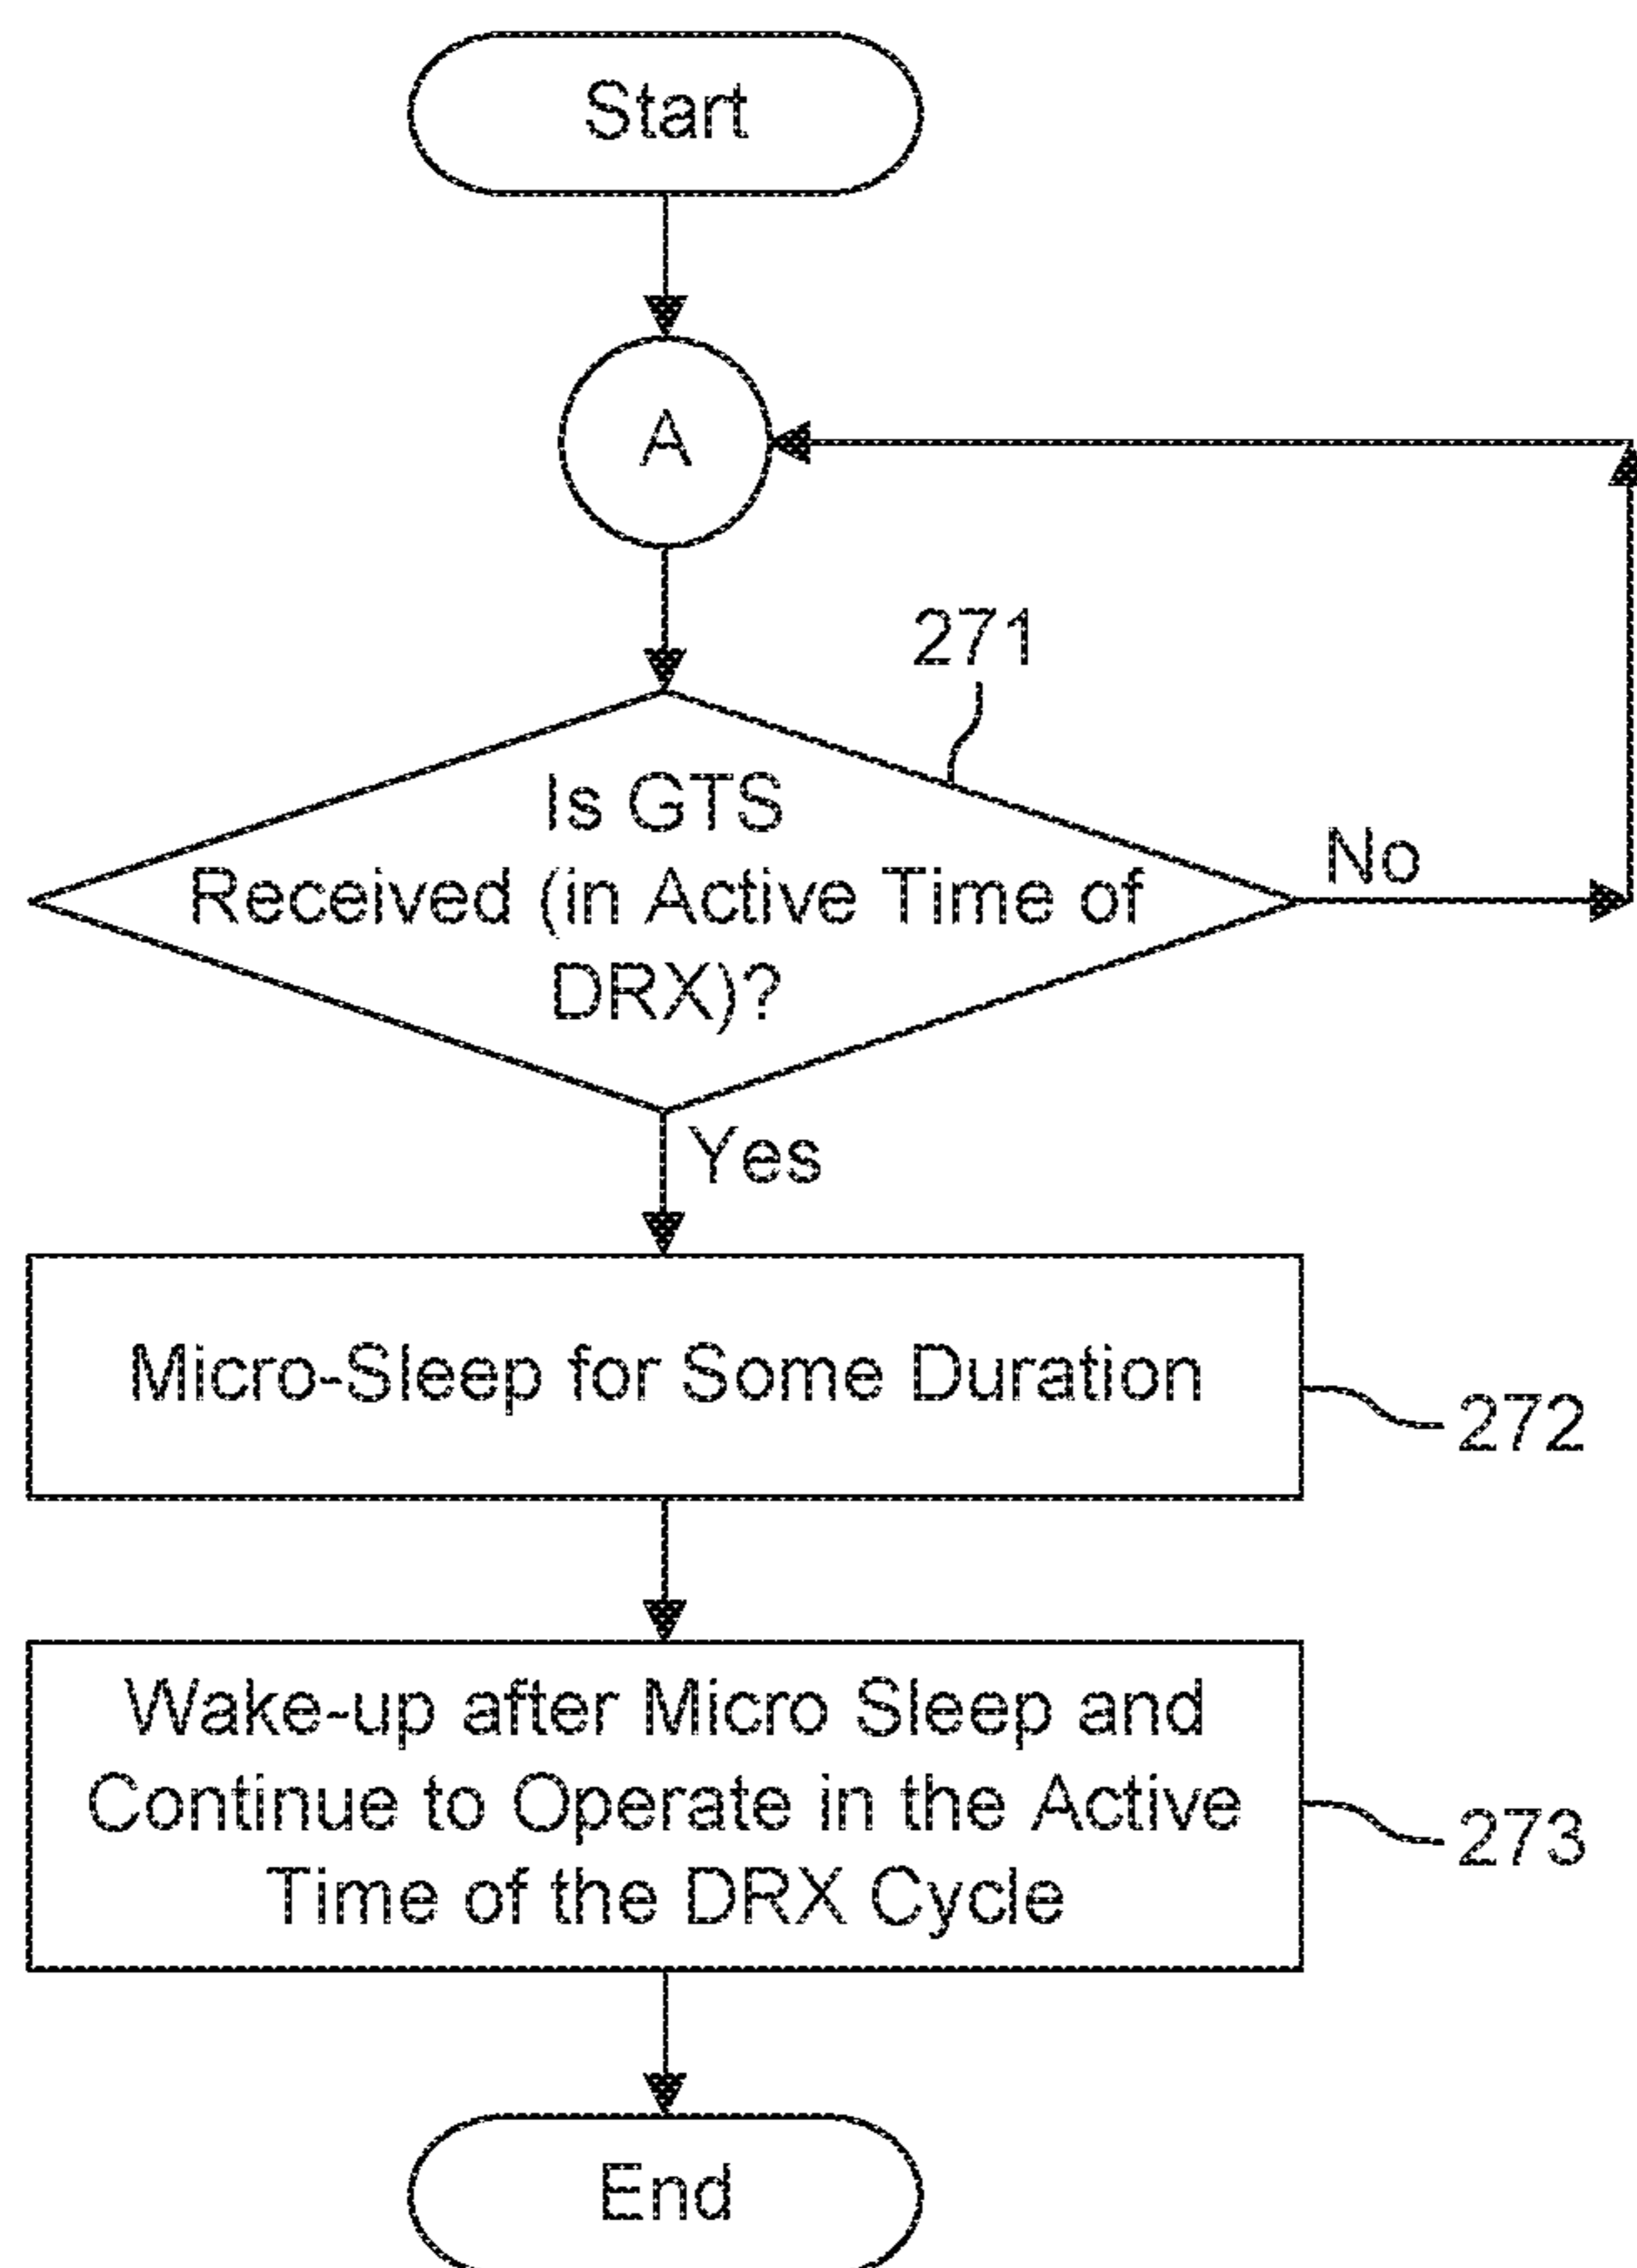 Start
A
271
Is GTS
Received (in Active Time of
DRX)?
No
Yes
Micro-Sleep for Some Duration
272
Wake-up after Micro Sleep and
Continue to Operate in the Active
Time of the DRX Cycle
273
End